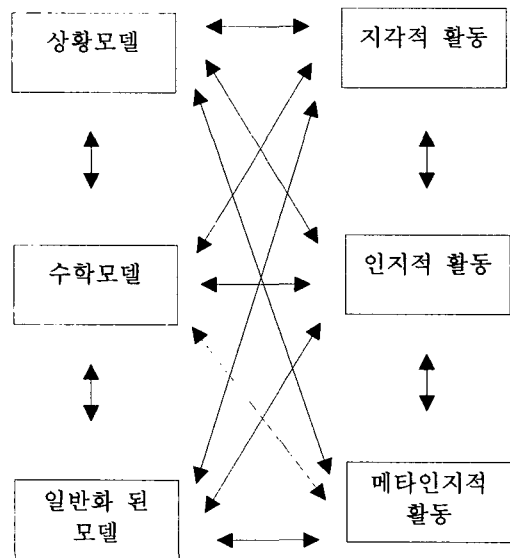 상황모델
지각적 활동
수학모델
인지적 활동
일반화 된
모델
메타인지적
활동